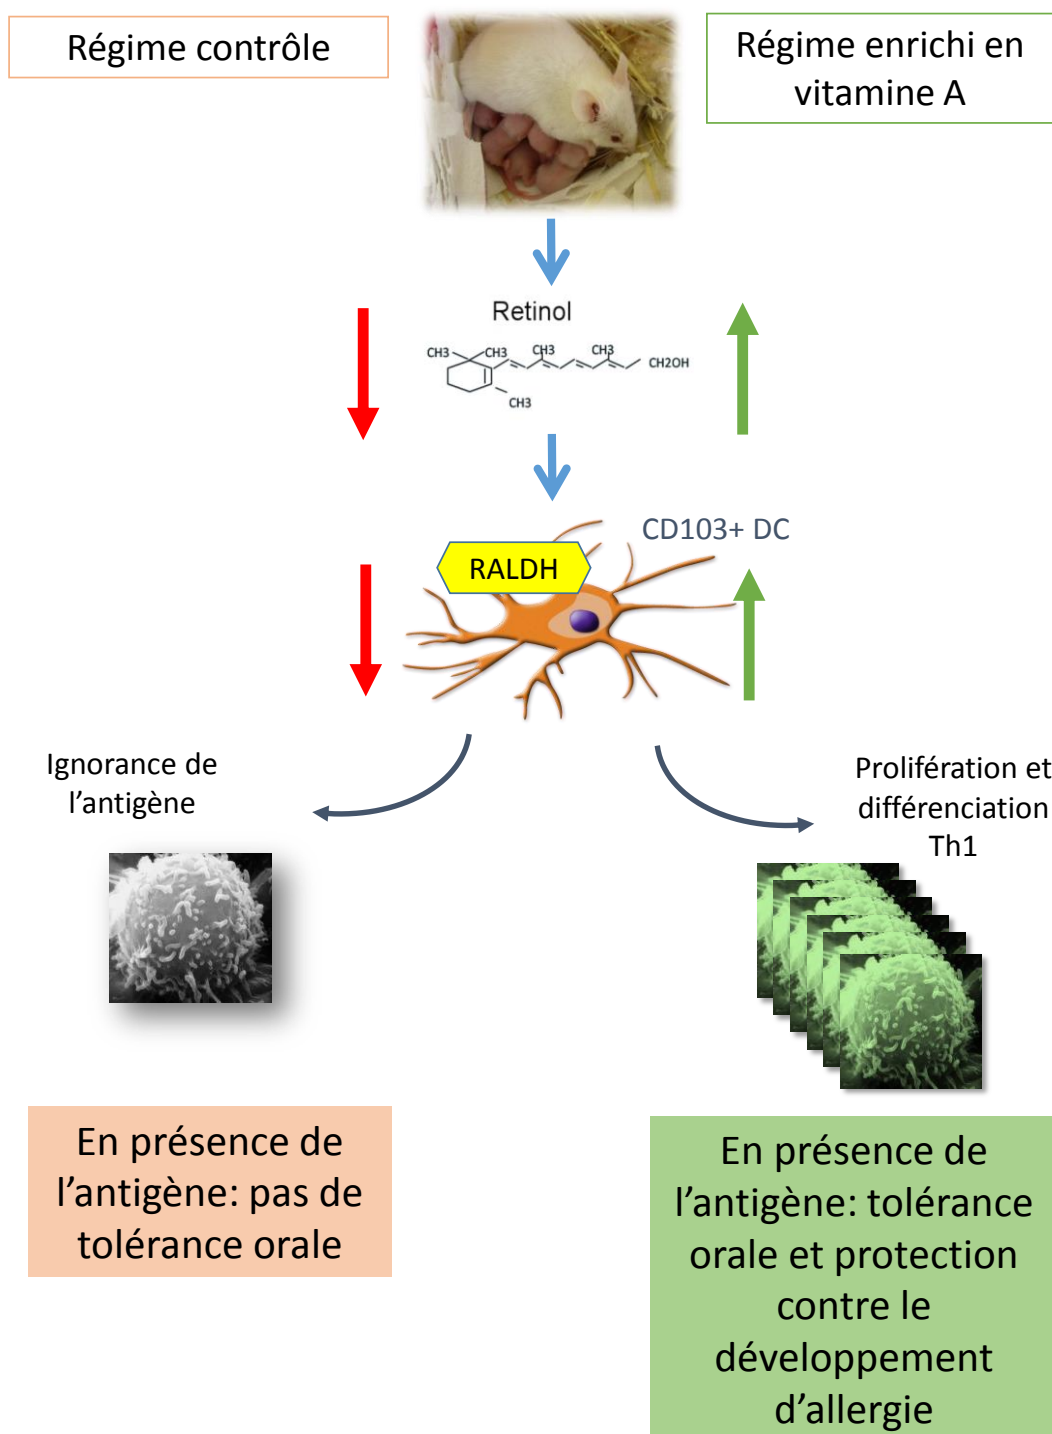 Régime contrôle
Régime enrichi en
vitamine A
Retinol
CH3
CH3
CH3
CH3
CH2OH
CH3
CD103+ DC
RALDH
Ignorance de
l’antigène
Prolifération et
différenciation
Th1
En présence de
l’antigène: pas de
tolérance orale
En présence de
l’antigène: tolérance
orale et protection
contre le
développement
d’allergie